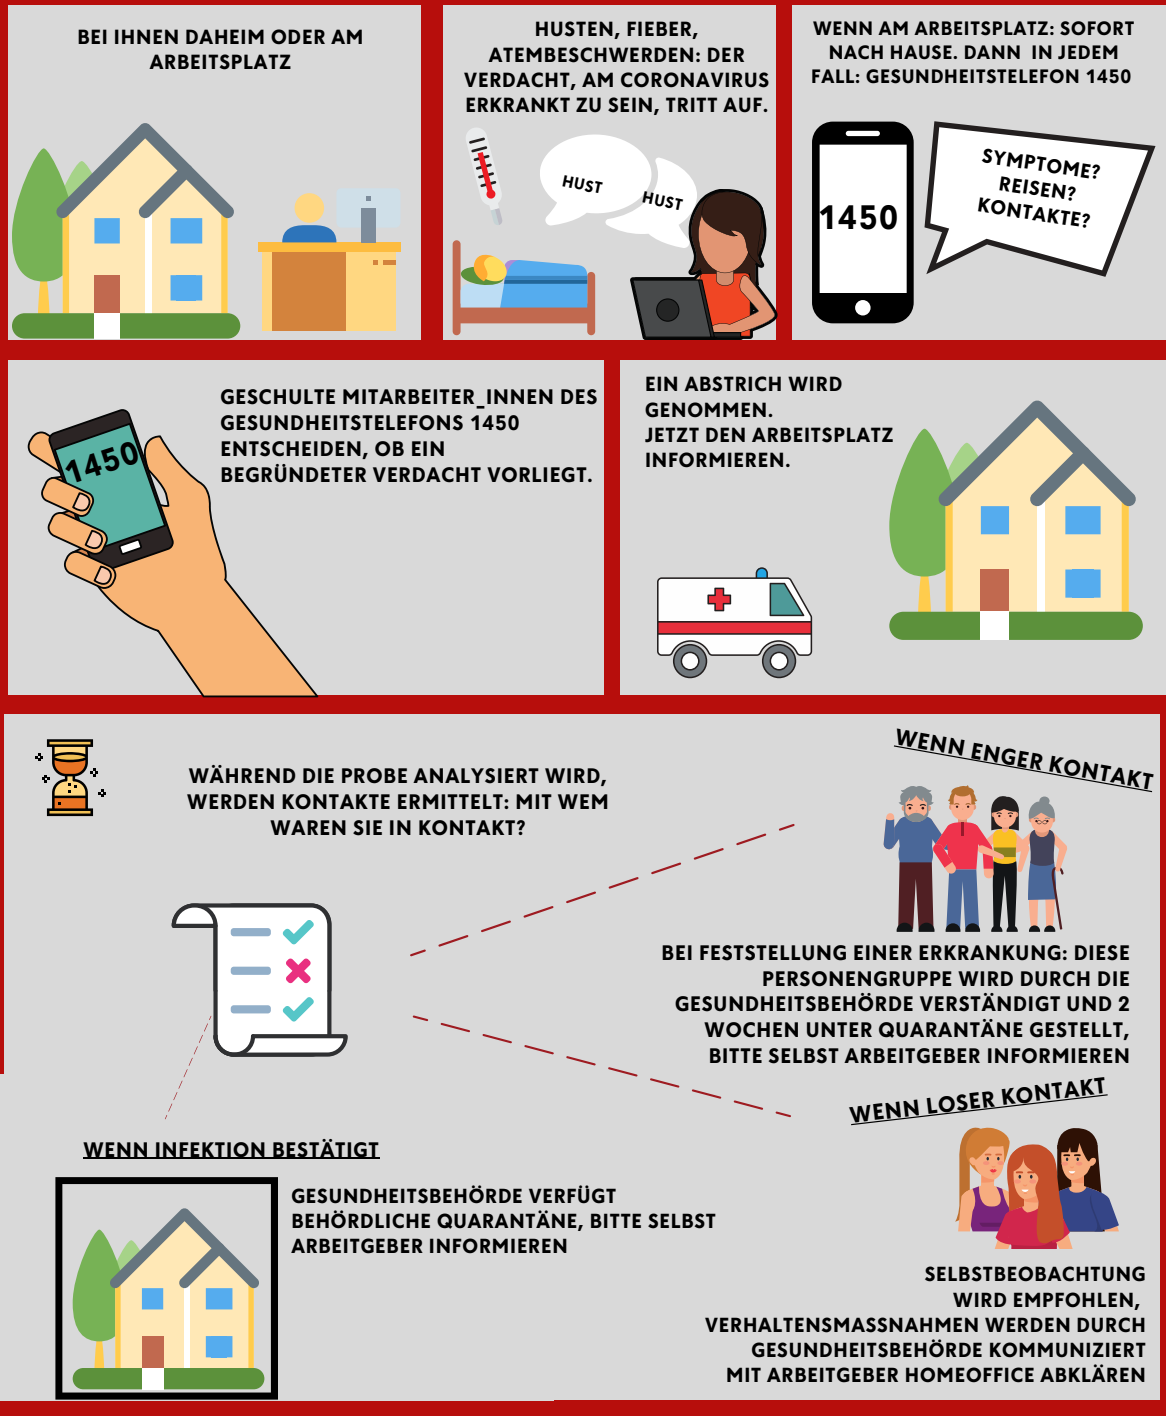 BEI IHNEN DAHEIM ODER AM
ARBEITSPLATZ
HUSTEN, FIEBER,
ATEMBESCHWERDEN: DER
VERDACHT, AM CORONAVIRUS
ERKRANKT ZU SEIN, TRITT AUF.
HUST
HUST
WENN AM ARBEITSPLATZ: SOFORT
NACH HAUSE. DANN IN JEDEM
FALL: GESUNDHEITSTELEFON 1450
1450
SYMPTOME?
REISEN?
KONTAKTE?
1450
GESCHULTE MITARBEITER_INNEN DES
GESUNDHEITSTELEFONS 1450
ENTSCHEIDEN, OB EIN
BEGRÜNDETER VERDACHT VORLIEGT.
EIN ABSTRICH WIRD
GENOMMEN.
JETZT DEN ARBEITSPLATZ
INFORMIEREN.
WÄHREND DIE PROBE ANALYSIERT WIRD,
WERDEN KONTAKTE ERMITTELT: MIT WEM
WAREN SIE IN KONTAKT?
WENN ENGER KONTAKT
BEI FESTSTELLUNG EINER ERKRANKUNG: DIESE
PERSONENGRUPPE WIRD DURCH DIE
GESUNDHEITSBEHÖRDE VERSTÄNDIGT UND 2
WOCHEN UNTER QUARANTÄNE GESTELLT,
BITTE SELBST ARBEITGEBER INFORMIEREN
WENN LOSER KONTAKT
SELBSTBEOBACHTUNG
WIRD EMPFOHLEN,
VERHALTENSMASSNAHMEN WERDEN DURCH
GESUNDHEITSBEHÖRDE KOMMUNIZIERT
MIT ARBEITGEBER HOMEOFFICE ABKLÄREN
WENN INFEKTION BESTÄTIGT
GESUNDHEITSBEHÖRDE VERFÜGT
BEHÖRDLICHE QUARANTÄNE, BITTE SELBST
ARBEITGEBER INFORMIEREN